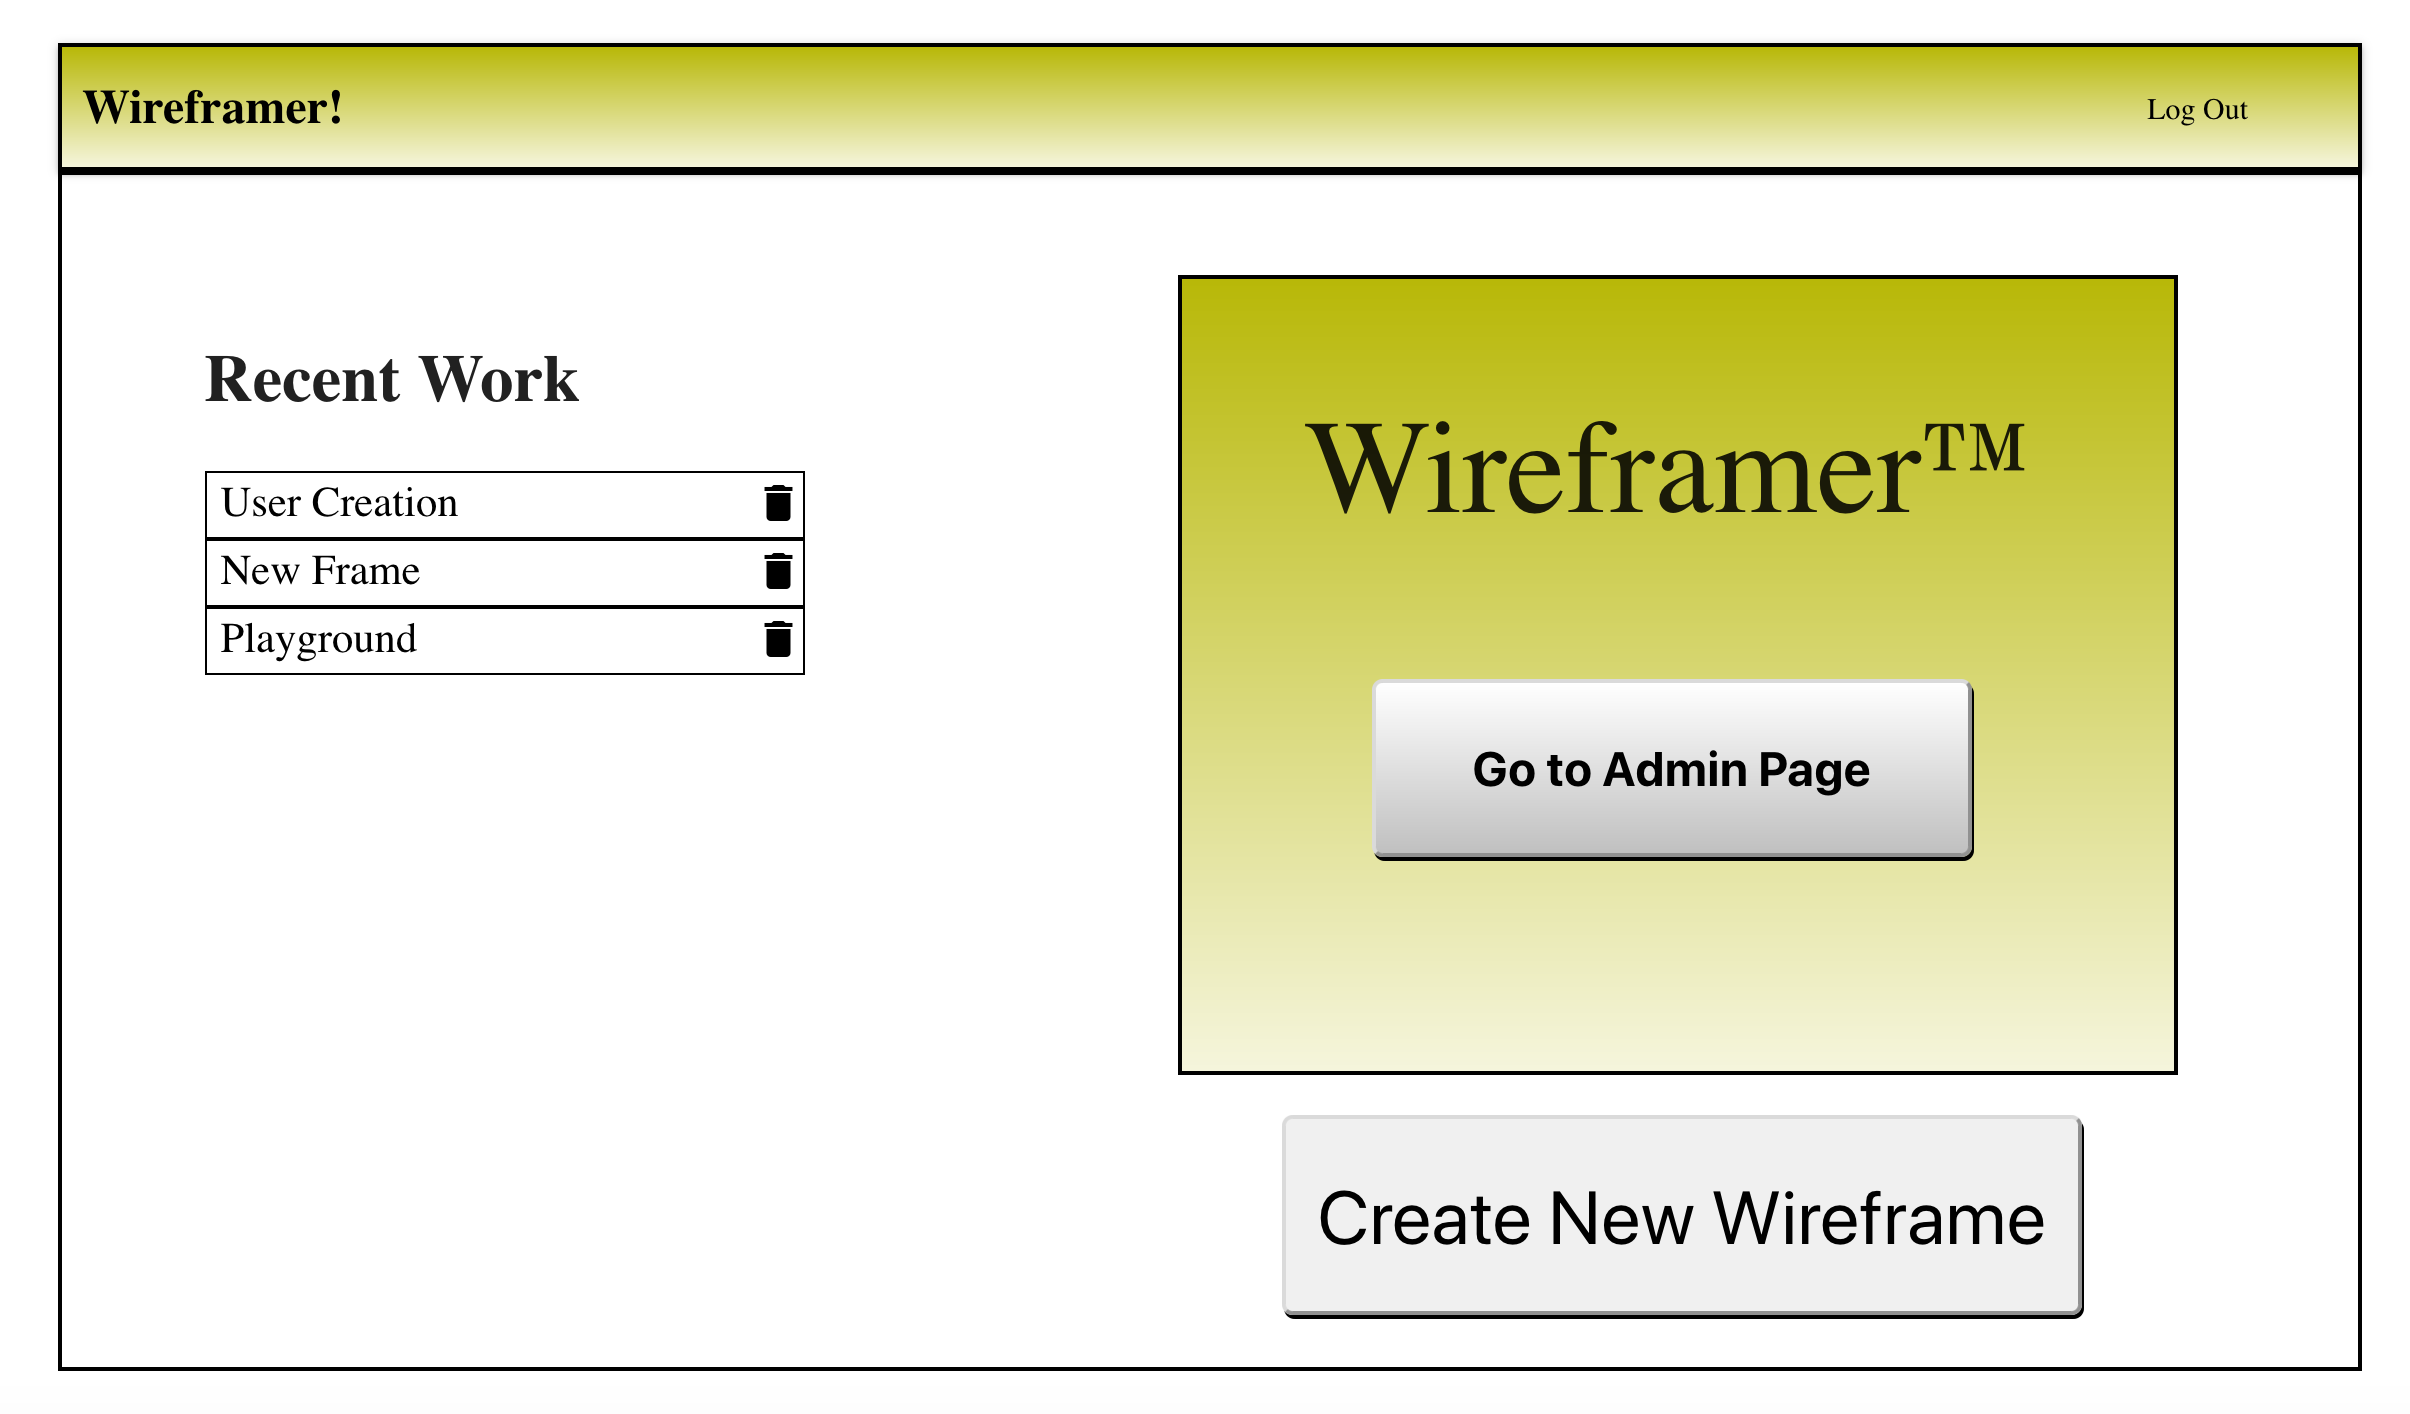 Wireframer!
Log Out
Recent Work
User Creation
New Frame
Playground
Wireframer™
Go to Admin Page
Create New Wireframe